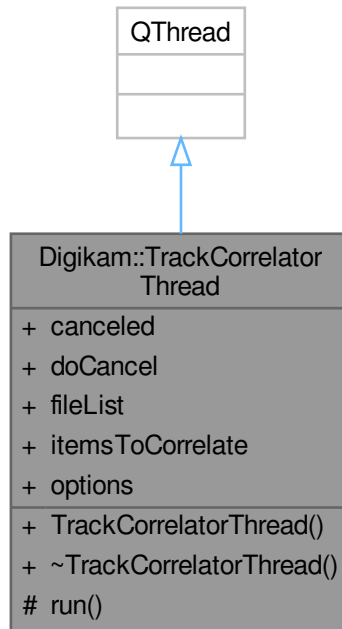 QThread
Digikam::TrackCorrelator
Thread
+ canceled
+ doCancel
+ fileList
+ itemsToCorrelate
+ options
+ TrackCorrelatorThread()
+ ~TrackCorrelatorThread()
# run()